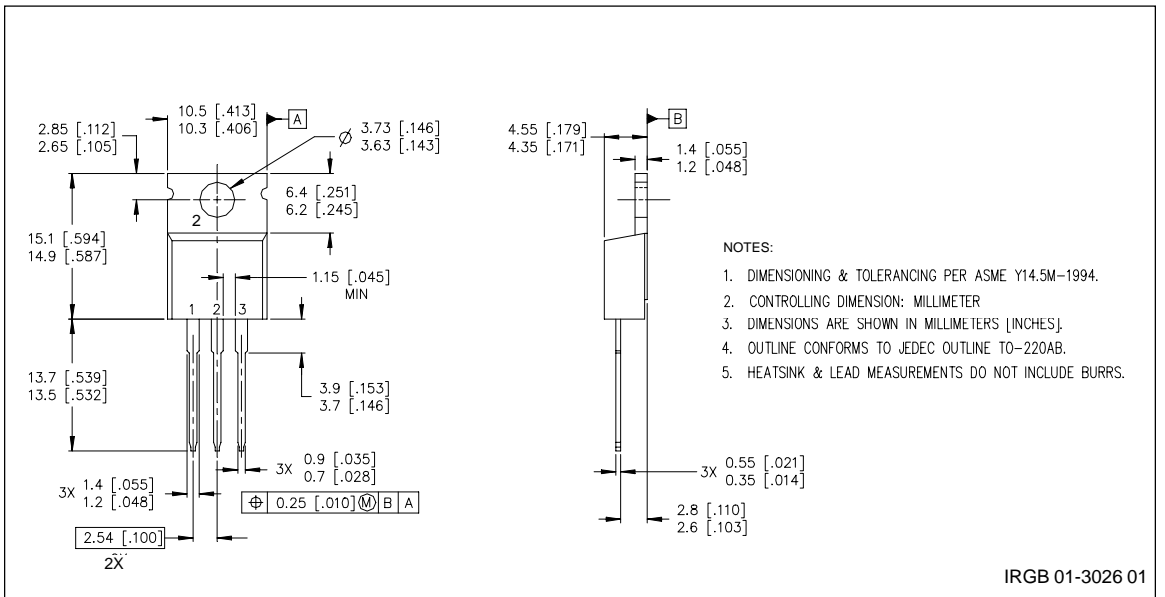 10.5 [.413]
10.3 [.406]
A
2.85 [.112]
2.65 [.105]
Ø 3.73 [.146]
3.63 [.143]
6.4 [.251]
6.2 [.245]
2
15.1 [.594]
14.9 [.587]
1.15 [.045]
MIN
1 2 3
13.7 [.539]
13.5 [.532]
3.9 [.153]
3.7 [.146]
3X 0.9 [.035]
0.7 [.028]
3X 1.4 [.055]
1.2 [.048]
⌖ 0.25 [.010] Ⓜ B A
2.54 [.100]
2X
B
4.55 [.179]
4.35 [.171]
1.4 [.055]
1.2 [.048]
3X 0.55 [.021]
0.35 [.014]
2.8 [.110]
2.6 [.103]
NOTES:
1. DIMENSIONING & TOLERANCING PER ASME Y14.5M-1994.
2. CONTROLLING DIMENSION: MILLIMETER
3. DIMENSIONS ARE SHOWN IN MILLIMETERS [INCHES].
4. OUTLINE CONFORMS TO JEDEC OUTLINE TO-220AB.
5. HEATSINK & LEAD MEASUREMENTS DO NOT INCLUDE BURRS.
IRGB 01-3026 01